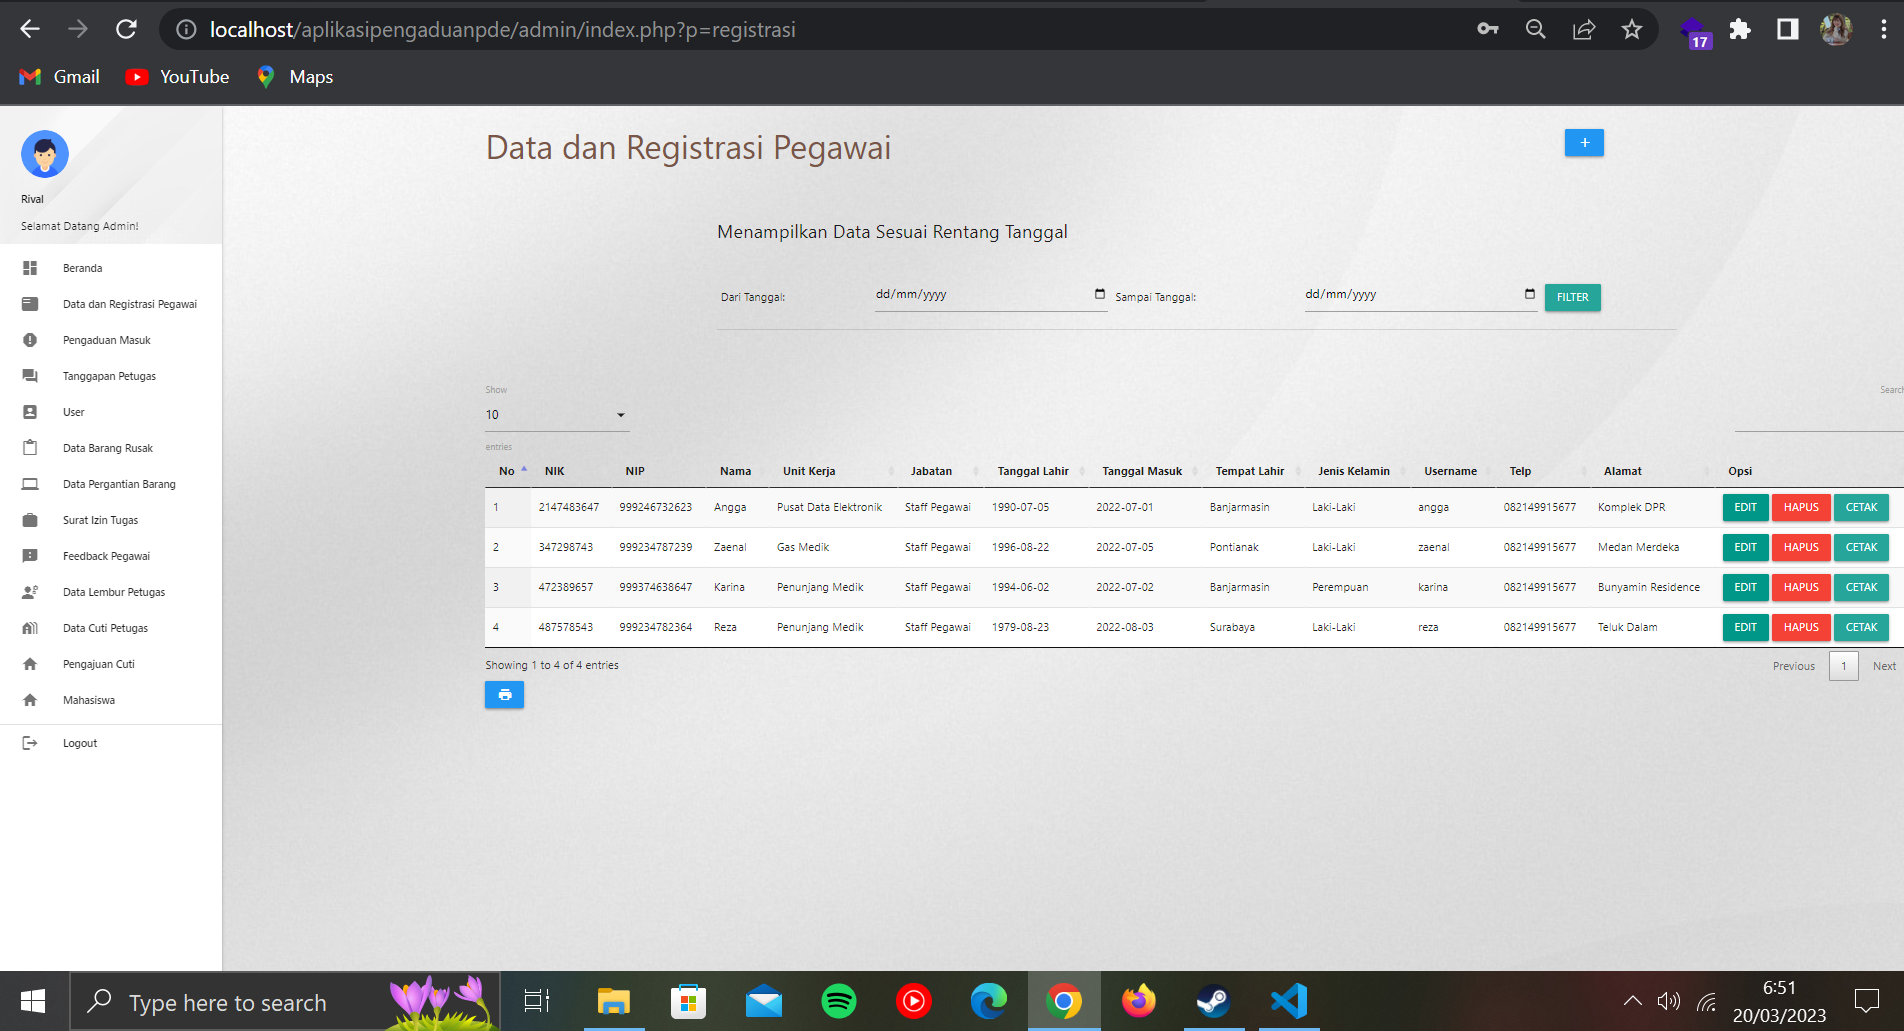 localhost/aplikasipengaduanpde/admin/index.php?p=registrasi
17
Gmail YouTube Maps
Rival
Selamat Datang Admin!
Beranda
Data dan Registrasi Pegawai
Pengaduan Masuk
Tanggapan Petugas
User
Data Barang Rusak
Data Pergantian Barang
Surat Izin Tugas
Feedback Pegawai
Data Lembur Petugas
Data Cuti Petugas
Pengajuan Cuti
Mahasiswa
Logout
Data dan Registrasi Pegawai +
Menampilkan Data Sesuai Rentang Tanggal
Dari Tanggal: dd/mm/yyyy Sampai Tanggal: dd/mm/yyyy FILTER
Show Search
10
entries
No NIK NIP Nama Unit Kerja Jabatan Tanggal Lahir Tanggal Masuk Tempat Lahir Jenis Kelamin Username Telp Alamat Opsi
1 2147483647 999246732623 Angga Pusat Data Elektronik Staff Pegawai 1990-07-05 2022-07-01 Banjarmasin Laki-Laki angga 082149915677 Komplek DPR EDIT HAPUS CETAK
2 347298743 999234787239 Zaenal Gas Medik Staff Pegawai 1996-08-22 2022-07-05 Pontianak Laki-Laki zaenal 082149915677 Medan Merdeka EDIT HAPUS CETAK
3 472389657 999374638647 Karina Penunjang Medik Staff Pegawai 1994-06-02 2022-07-02 Banjarmasin Perempuan karina 082149915677 Bunyamin Residence EDIT HAPUS CETAK
4 487578543 999234782364 Reza Penunjang Medik Staff Pegawai 1979-08-23 2022-08-03 Surabaya Laki-Laki reza 082149915677 Teluk Dalam EDIT HAPUS CETAK
Showing 1 to 4 of 4 entries Previous 1 Next
Type here to search
6:51
20/03/2023